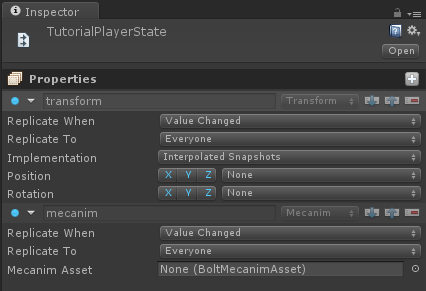 Inspector
TutorialPlayerState
Open
Properties
transform Transform
Replicate When Value Changed
Replicate To Everyone
Implementation Interpolated Snapshots
Position X Y Z None
Rotation X Y Z None
mecanim Mecanim
Replicate When Value Changed
Replicate To Everyone
Mecanim Asset None (BoltMecanimAsset)